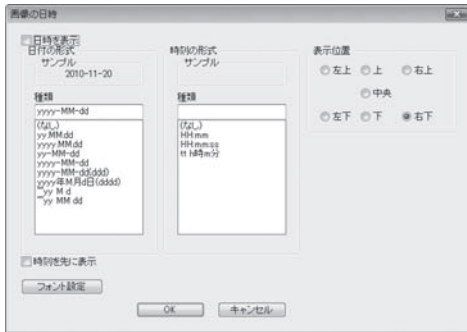 画像の日時
日時を表示
日付の形式
サンプル
2010-11-20
種類
yyyy-MM-dd
(なし)
yy.MM.dd
yyyy.MM.dd
yy-MM-dd
yyyy-MM-dd
yyyy-MM-dd(ddd)
yyyy年M月d日(dddd)
yy M d
yy MM dd
時刻の形式
サンプル
種類
(なし)
HH:mm
HH:mm:ss
tt h時m分
表示位置
左上
上
右上
中央
左下
下
右下
時刻を先に表示
フォント設定
OK
キャンセル